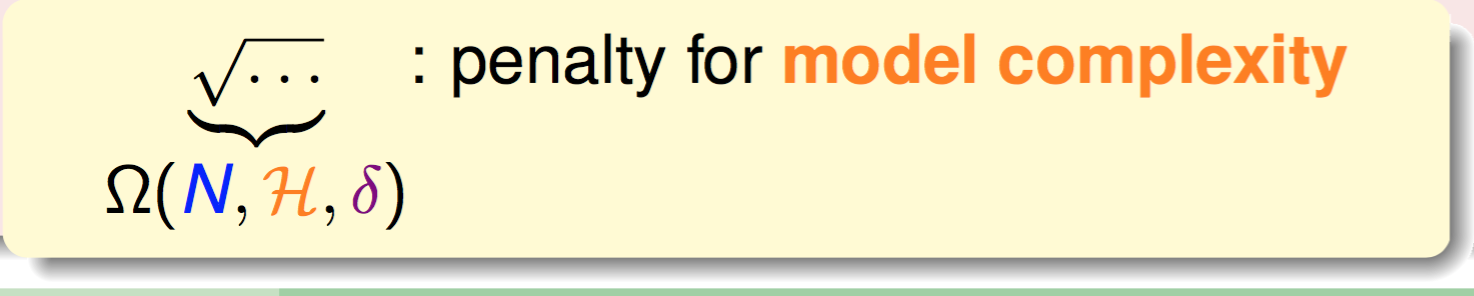 √... : penalty for model complexity
Ω(N, ℋ, δ)